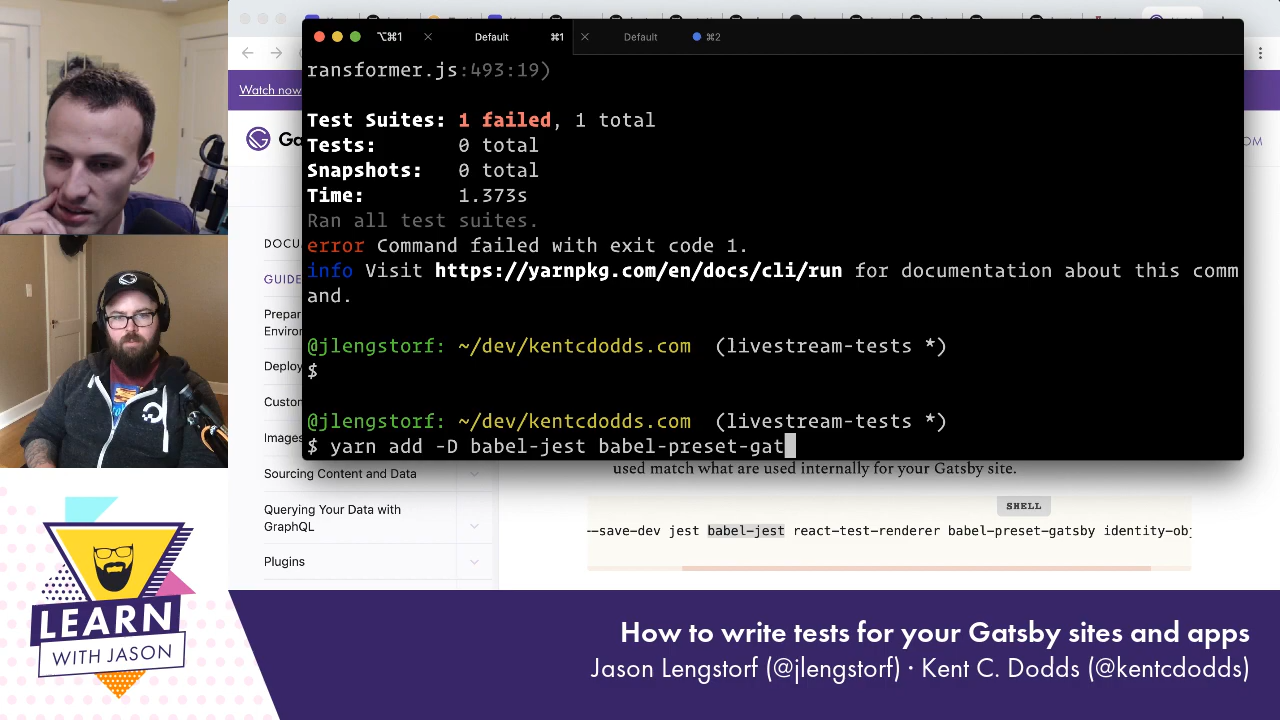 ⌥⌘1
Default
⌘1
Default
⌘2
ransformer.js:493:19)
Test Suites: 1 failed, 1 total
Tests: 0 total
Snapshots: 0 total
Time: 1.373s
Ran all test suites.
error Command failed with exit code 1.
info Visit https://yarnpkg.com/en/docs/cli/run for documentation about this comm
and.
@jlengstorf: ~/dev/kentcdodds.com (livestream-tests *)
$
@jlengstorf: ~/dev/kentcdodds.com (livestream-tests *)
$ yarn add -D babel-jest babel-preset-gat
Watch now
Ga
OM
DOCU
GUIDE
Prepar
Environ
Deploy
Custom
Images
Sourcing Content and Data
Querying Your Data with
GraphQL
Plugins
used match what are used internally for your Gatsby site.
SHELL
--save-dev jest babel-jest react-test-renderer babel-preset-gatsby identity-obj
LEARN
WITH JASON
How to write tests for your Gatsby sites and apps
Jason Lengstorf (@jlengstorf) · Kent C. Dodds (@kentcdodds)